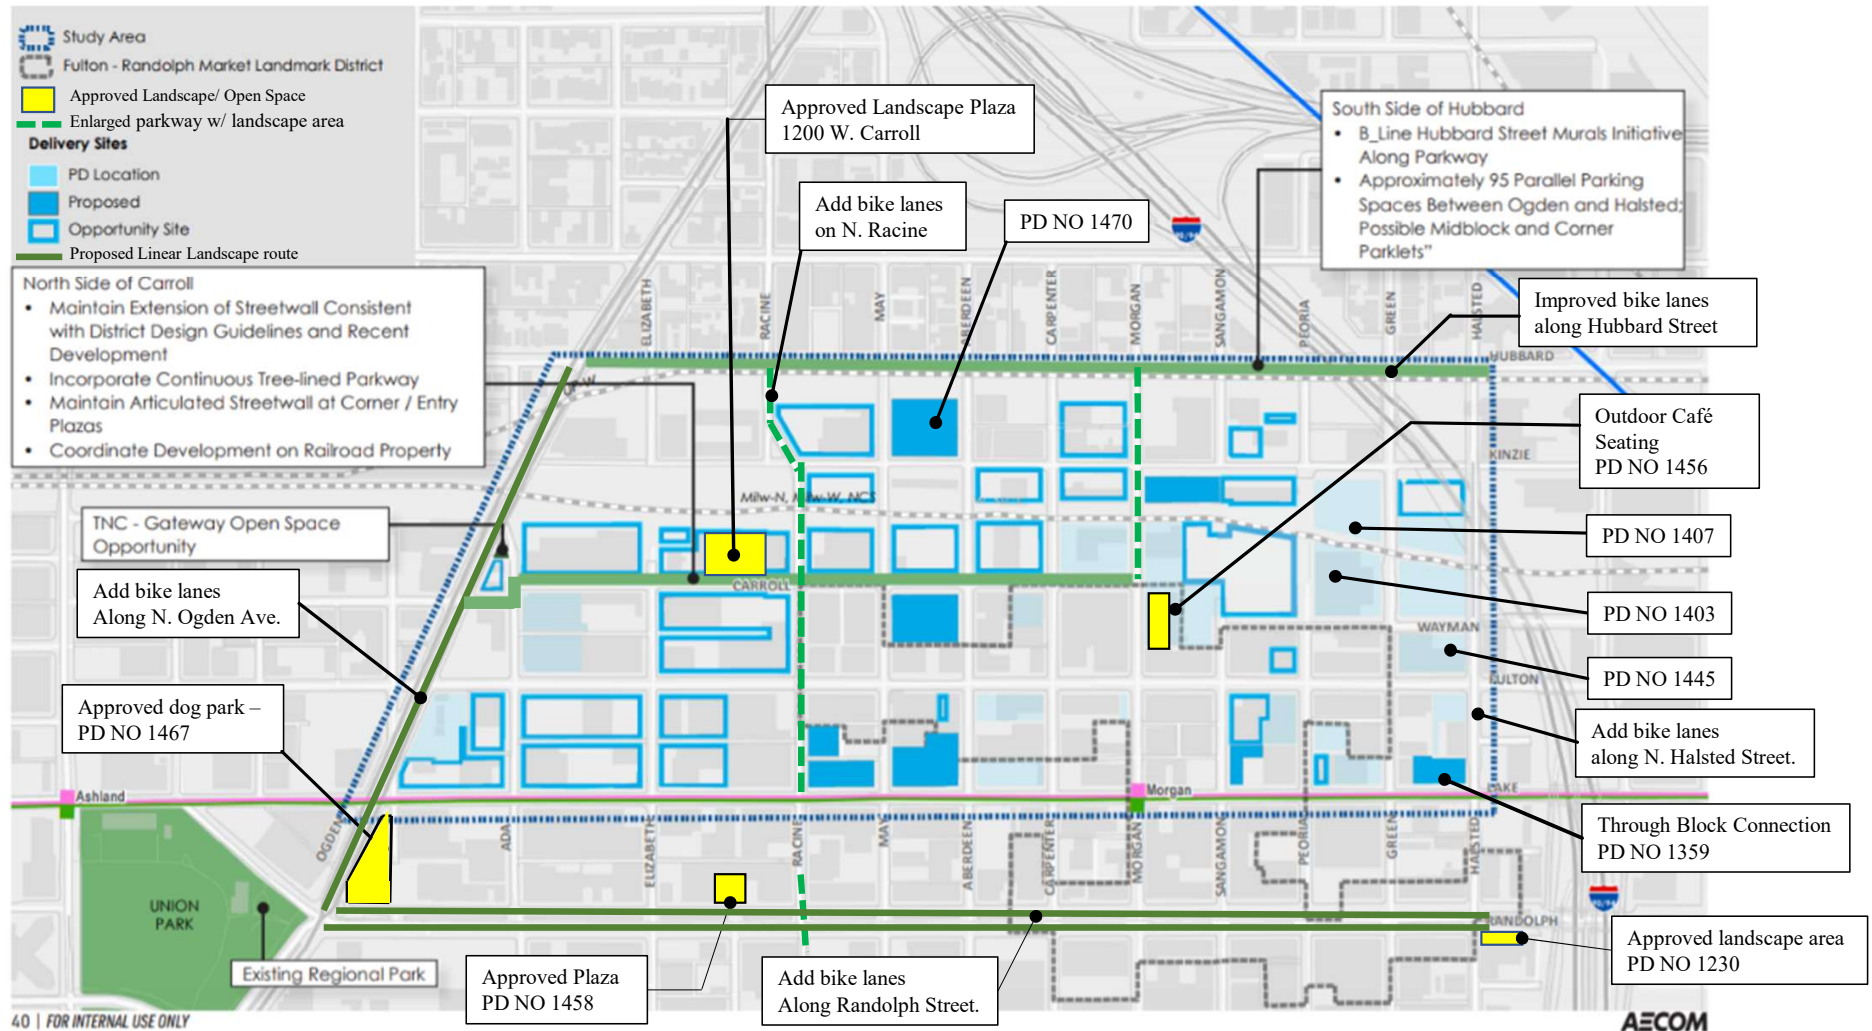 Study Area
Fulton - Randolph Market Landmark District
Approved Landscape/ Open Space
Enlarged parkway w/ landscape area
Delivery Sites
PD Location
Proposed
Opportunity Site
Proposed Linear Landscape route
North Side of Carroll
• Maintain Extension of Streetwall Consistent
with District Design Guidelines and Recent
Development
• Incorporate Continuous Tree-lined Parkway
• Maintain Articulated Streetwall at Corner / Entry
Plazas
• Coordinate Development on Railroad Property
TNC - Gateway Open Space
Opportunity
Add bike lanes
Along N. Ogden Ave.
Approved dog park –
PD NO 1467
Approved Landscape Plaza
1200 W. Carroll
Add bike lanes
on N. Racine
PD NO 1470
South Side of Hubbard
• B_Line Hubbard Street Murals Initiative
Along Parkway
• Approximately 95 Parallel Parking
Spaces Between Ogden and Halsted;
Possible Midblock and Corner
Parklets”
Improved bike lanes
along Hubbard Street
Outdoor Café
Seating
PD NO 1456
PD NO 1407
PD NO 1403
PD NO 1445
Add bike lanes
along N. Halsted Street.
Through Block Connection
PD NO 1359
Approved landscape area
PD NO 1230
ELIZABETH
RACINE
MAY
ABERDEEN
CARPENTER
MORGAN
SANGAMON
PEORIA
GREEN
HALSTED
HUBBARD
UP-W
KINZIE
Milw-N, Milw-W, NCS
CARROLL
WAYMAN
FULTON
LAKE
Ashland
Morgan
OGDEN
ADA
ELIZABETH
RACINE
MAY
ABERDEEN
CARPENTER
MORGAN
SANGAMON
PEORIA
GREEN
HALSTED
RANDOLPH
UNION
PARK
Existing Regional Park
Approved Plaza
PD NO 1458
Add bike lanes
Along Randolph Street.
40 | FOR INTERNAL USE ONLY
AECOM